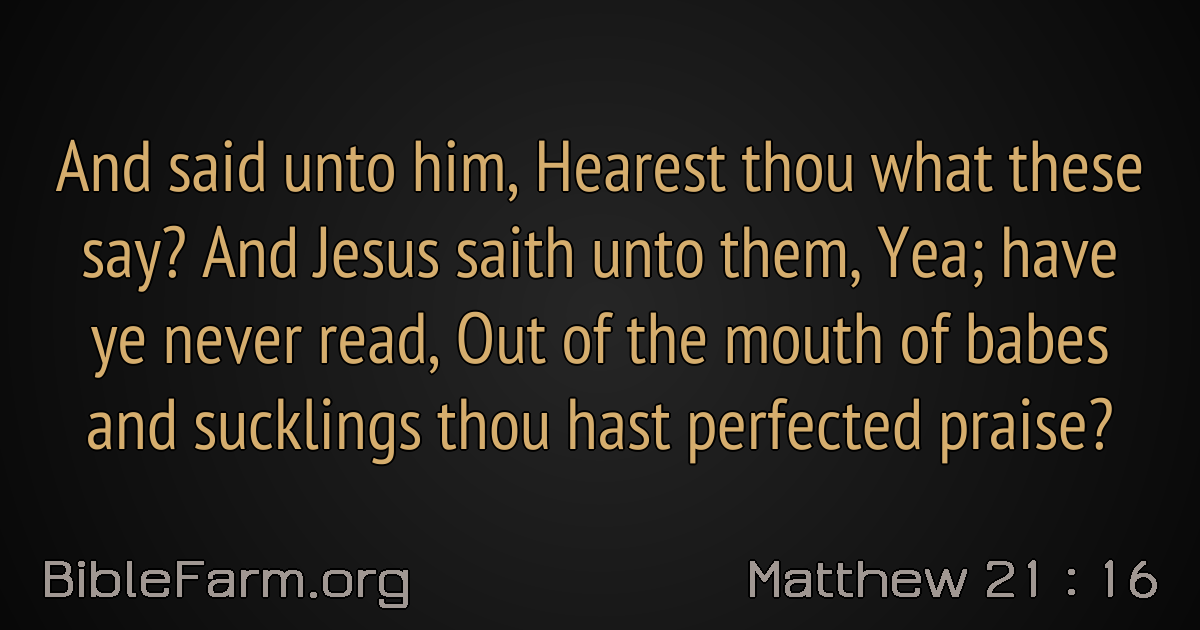 And said unto him, Hearest thou what these
say? And Jesus saith unto them, Yea; have
ye never read, Out of the mouth of babes
and sucklings thou hast perfected praise?
BibleFarm.org
Matthew 21 : 16